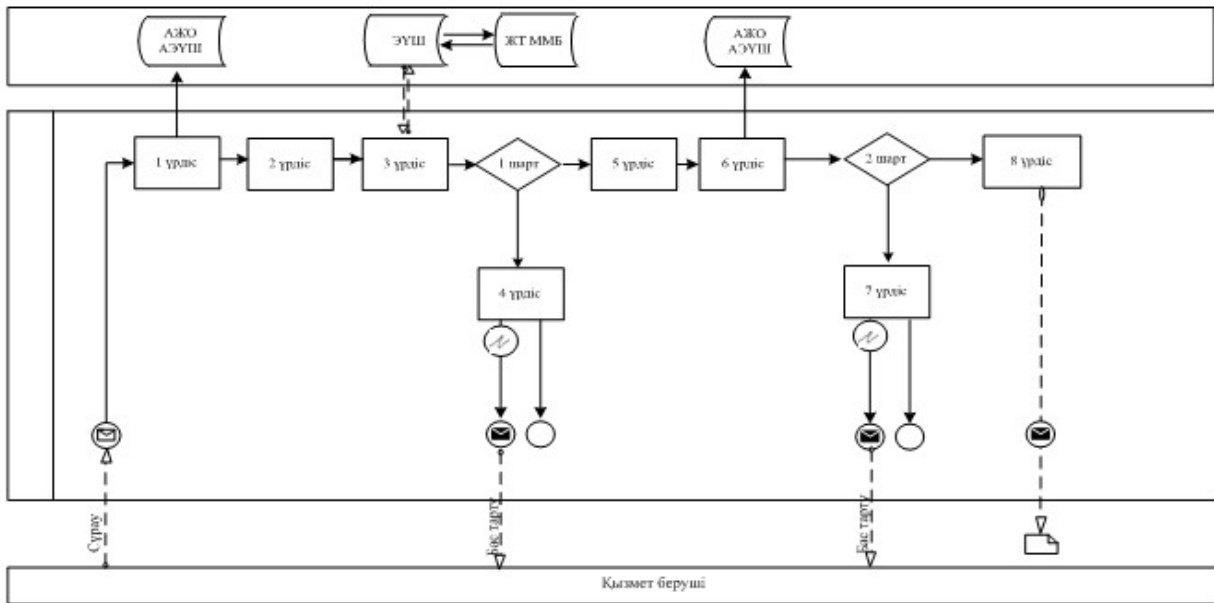 АЖО
АЭҮШ
ЭҮШ
ЖТ ММБ
АЖО
АЭҮШ
1 үрдіс
2 үрдіс
3 үрдіс
1 шарт
5 үрдіс
6 үрдіс
2 шарт
8 үрдіс
4 үрдіс
7 үрдіс
Сұрау
Бас тарту
Бас тарту
Қызмет беруші